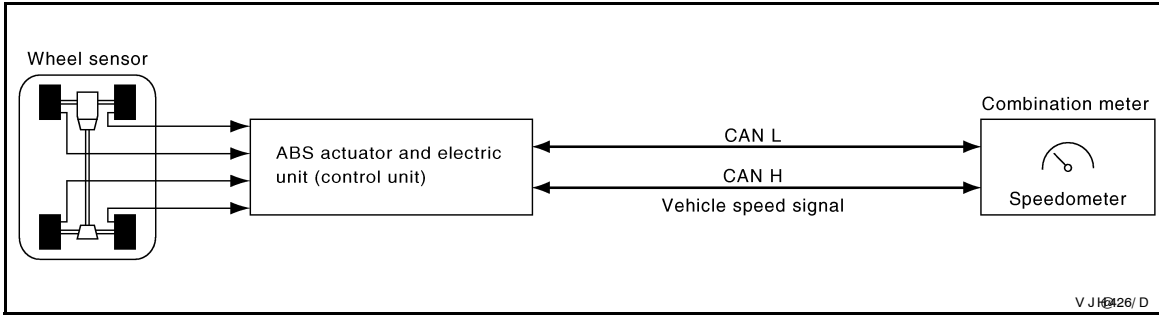 Wheel sensor
Combination meter
ABS actuator and electric
unit (control unit)
CAN L
CAN H
Vehicle speed signal
Speedometer